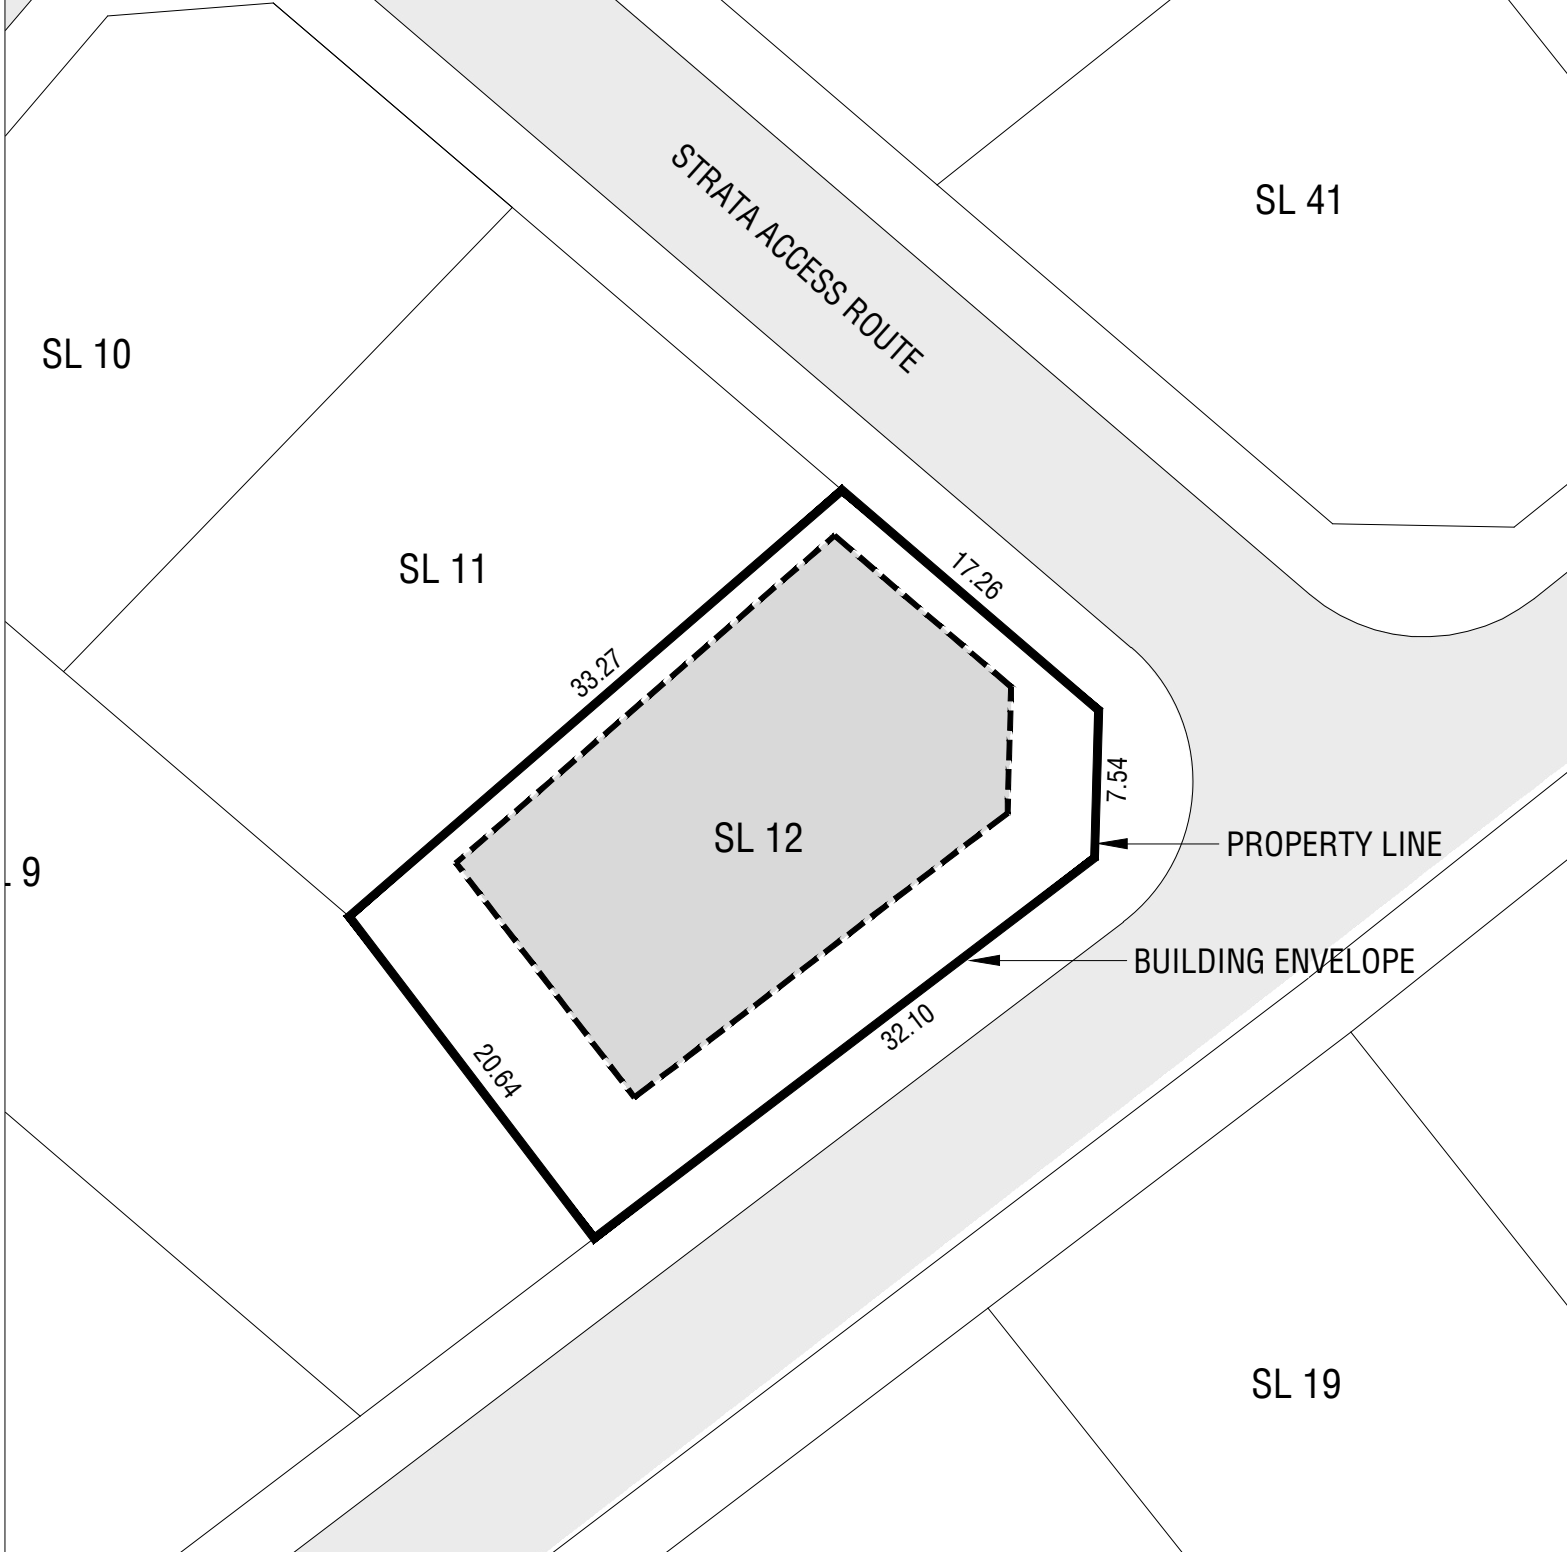 SL 41
STRATA ACCESS ROUTE
SL 10
SL 11
17.26
33.27
7.54
SL 12
PROPERTY LINE
9
BUILDING ENVELOPE
32.10
20.64
SL 19